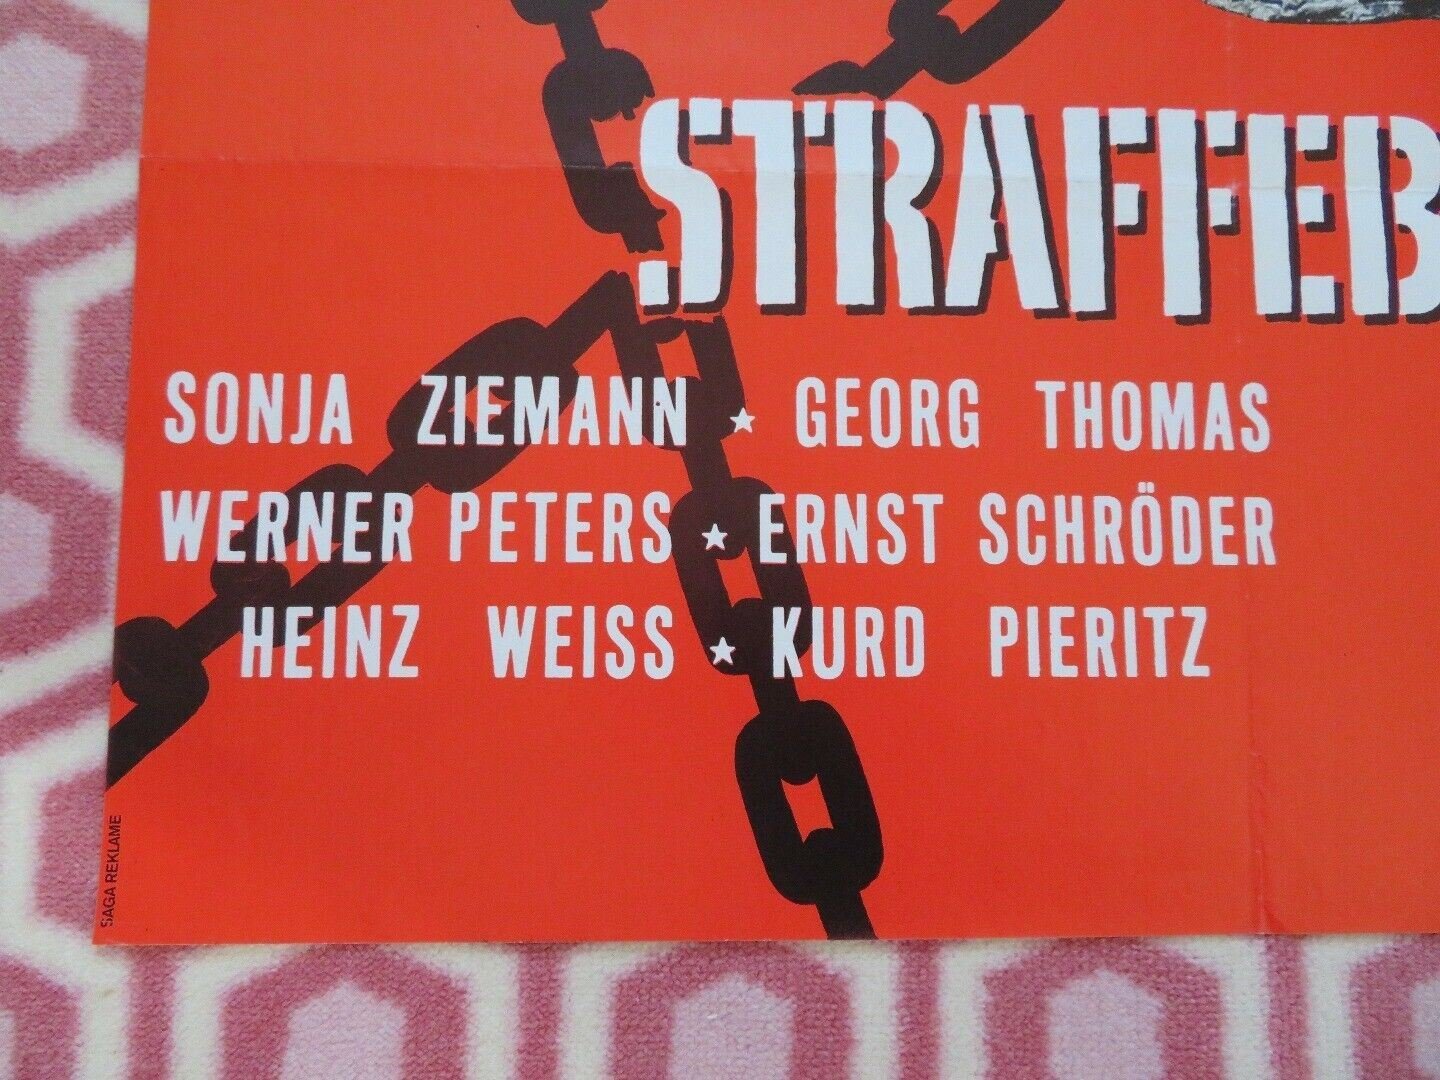 STRAFFEB
SONJA ZIEMANN ★ GEORG THOMAS
WERNER PETERS ★ ERNST SCHRÖDER
HEINZ WEISS ★ KURD PIERITZ
SAGA REKLAME